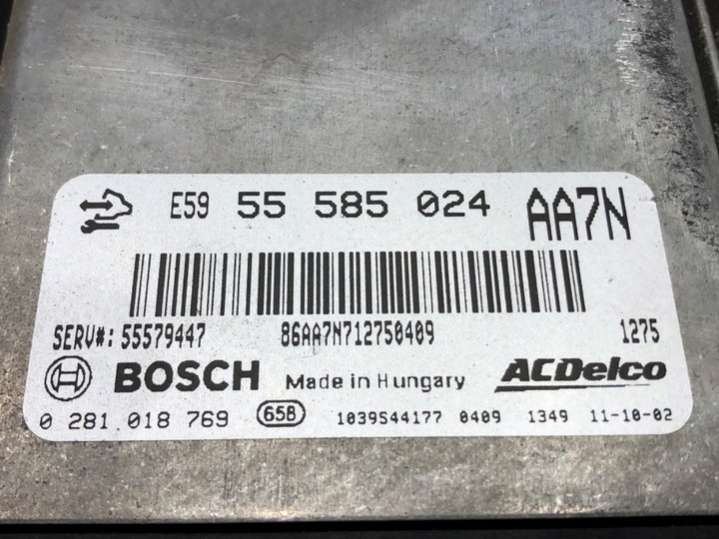 E59 55 585 024 AA7N
SERV#: 55579447 86AA7N712750409 1275
BOSCH Made in Hungary ACDelco
0 281 018 769 658 1039S44177 0409 1349 11-10-02